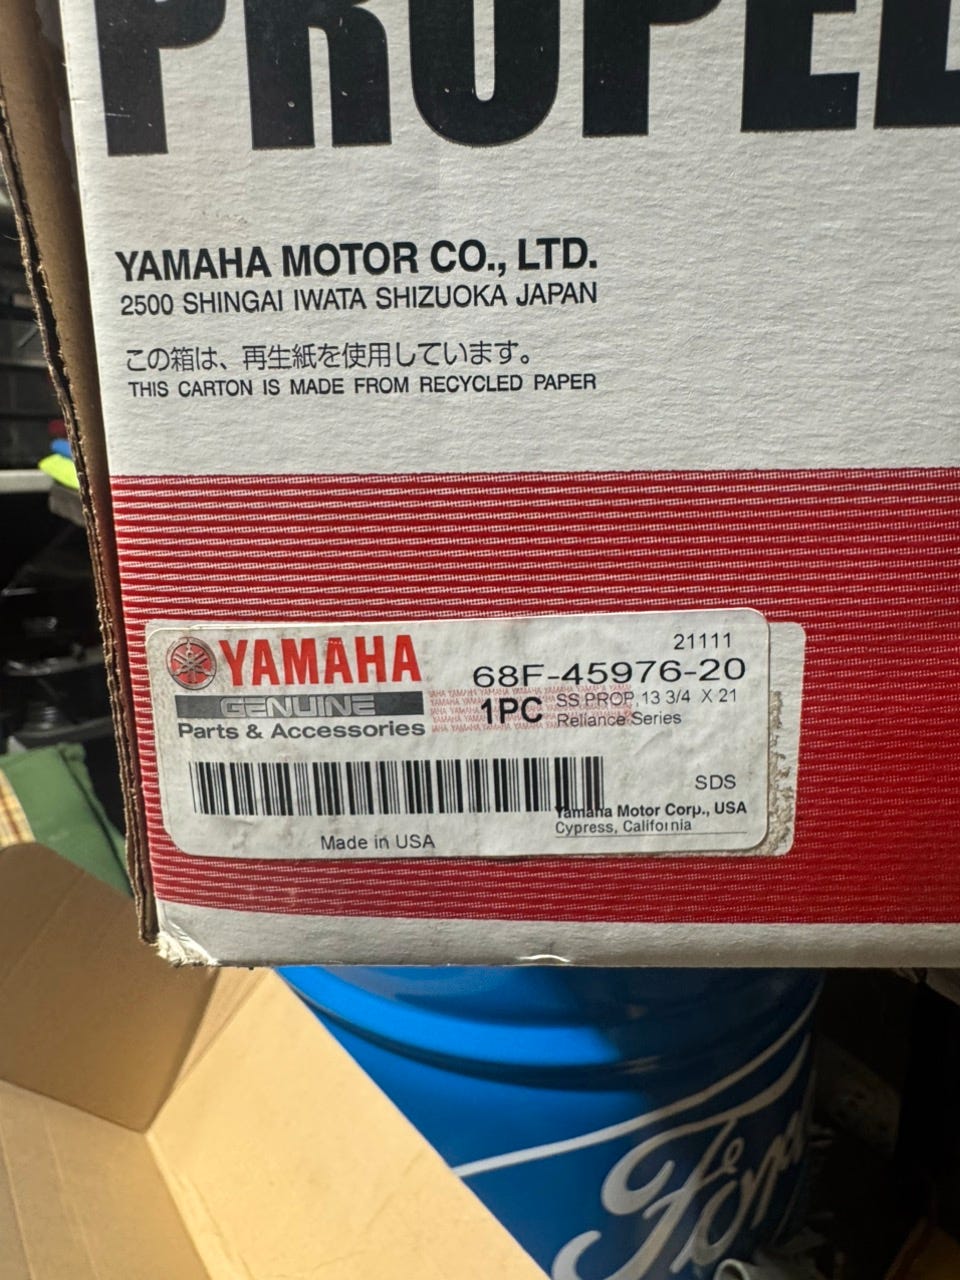 PROPEL
YAMAHA MOTOR CO., LTD.
2500 SHINGAI IWATA SHIZUOKA JAPAN
この箱は、再生紙を使用しています。
THIS CARTON IS MADE FROM RECYCLED PAPER
YAMAHA
GENUINE
Parts & Accessories
21111
68F-45976-20
1PC
SS PROP,13 3/4 X 21
Reliance Series
SDS
Yamaha Motor Corp., USA
Cypress, California
Made in USA
Ford